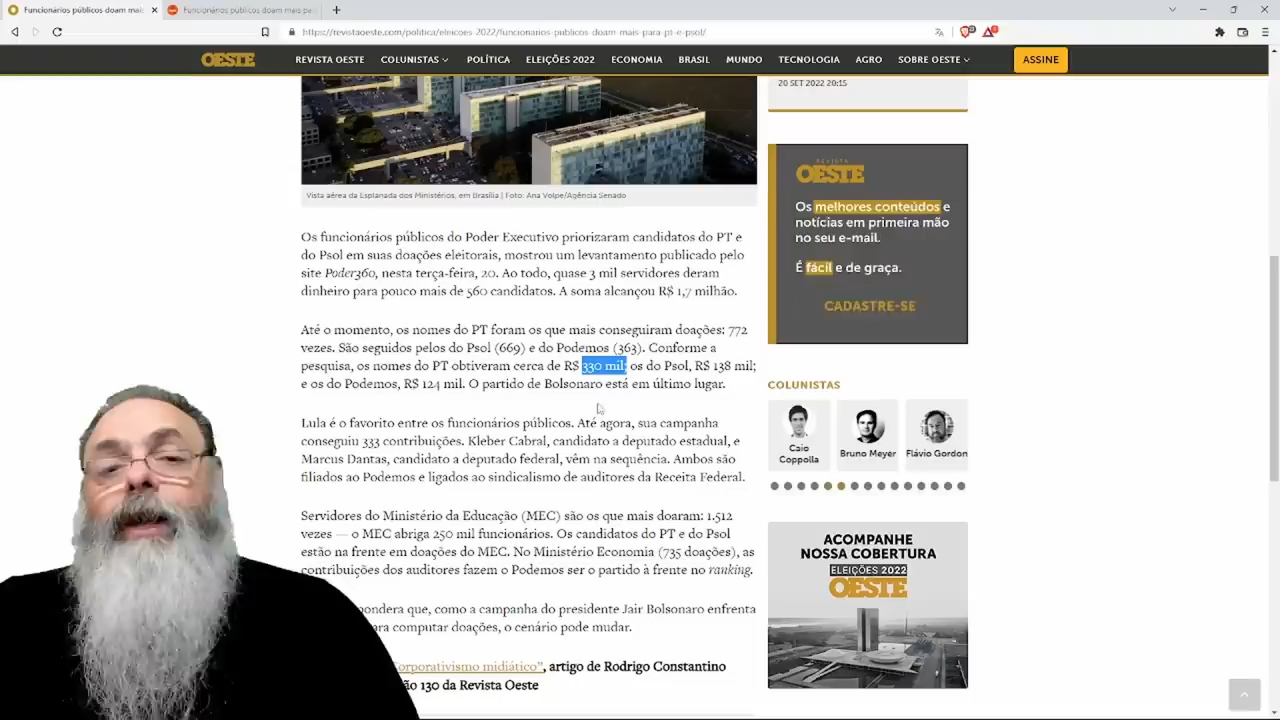 Funcionários públicos doam mais
Funcionários públicos doam mais pa
https://revistaoeste.com/politica/eleicoes-2022/funcionarios-publicos-doam-mais-para-pt-e-psol/
OESTE
REVISTA OESTE
COLUNISTAS
POLÍTICA
ELEIÇÕES 2022
ECONOMIA
BRASIL
MUNDO
TECNOLOGIA
AGRO
SOBRE OESTE
ASSINE
20 SET 2022 20:15
Vista aérea da Esplanada dos Ministérios, em Brasília | Foto: Ana Volpe/Agência Senado
Os funcionários públicos do Poder Executivo priorizaram candidatos do PT e
do Psol em suas doações eleitorais, mostrou um levantamento publicado pelo
site Poder360, nesta terça-feira, 20. Ao todo, quase 3 mil servidores deram
dinheiro para pouco mais de 560 candidatos. A soma alcançou R$ 1,7 milhão.
Até o momento, os nomes do PT foram os que mais conseguiram doações: 772
vezes. São seguidos pelos do Psol (669) e do Podemos (363). Conforme a
pesquisa, os nomes do PT obtiveram cerca de R$ 330 mil; os do Psol, R$ 138 mil;
e os do Podemos, R$ 124 mil. O partido de Bolsonaro está em último lugar.
Lula é o favorito entre os funcionários públicos. Até agora, sua campanha
conseguiu 333 contribuições. Kleber Cabral, candidato a deputado estadual, e
Marcus Dantas, candidato a deputado federal, vêm na sequência. Ambos são
filiados ao Podemos e ligados ao sindicalismo de auditores da Receita Federal.
Servidores do Ministério da Educação (MEC) são os que mais doaram: 1.512
vezes — o MEC abriga 250 mil funcionários. Os candidatos do PT e do Psol
estão na frente em doações do MEC. No Ministério Economia (735 doações), as
contribuições dos auditores fazem o Podemos ser o partido à frente no ranking.
pondera que, como a campanha do presidente Jair Bolsonaro enfrenta
para computar doações, o cenário pode mudar.
Corporativismo midiático”, artigo de Rodrigo Constantino
130 da Revista Oeste
REVISTA
OESTE
Os melhores conteúdos e
notícias em primeira mão
no seu e-mail.
É fácil e de graça.
CADASTRE-SE
COLUNISTAS
Caio
Coppolla
Bruno Meyer
Flávio Gordon
ACOMPANHE
NOSSA COBERTURA
ELEIÇÕES 2022
OESTE